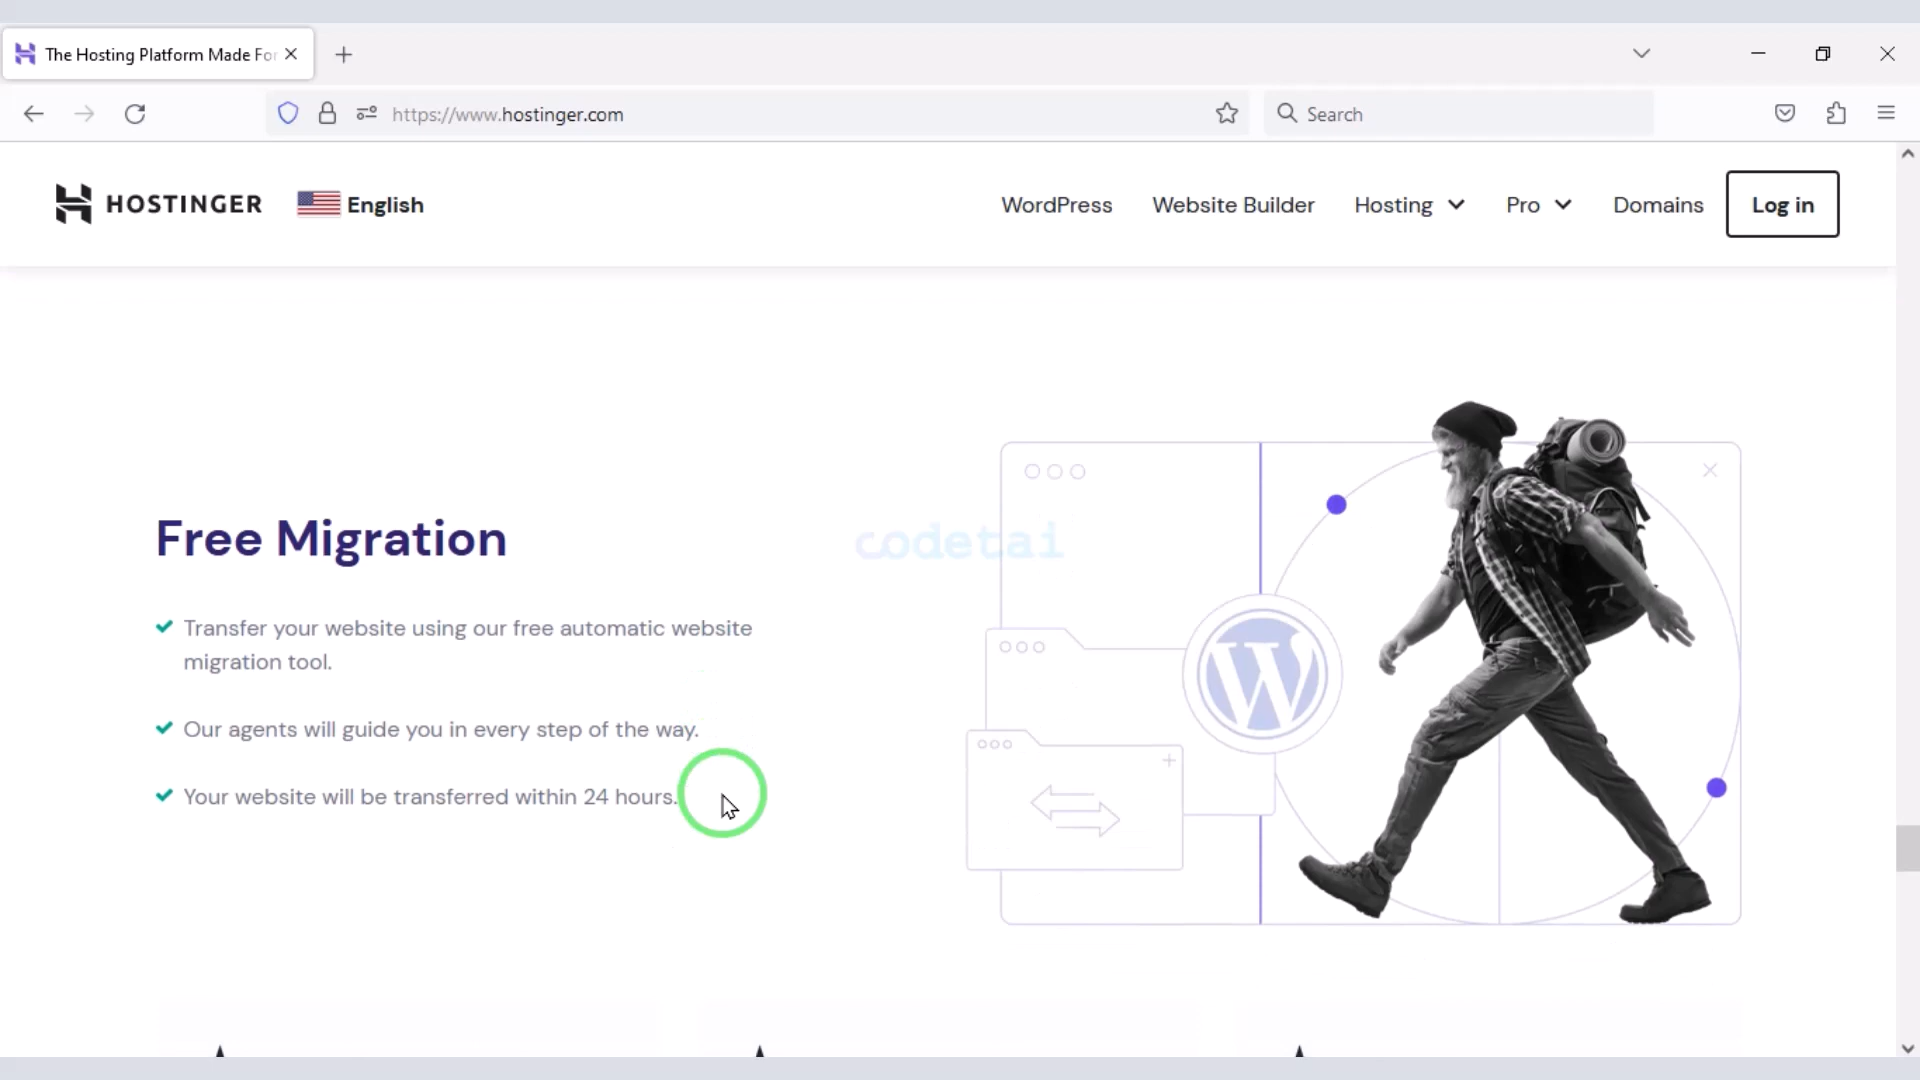 The Hosting Platform Made For
https://www.hostinger.com
Search
HOSTINGER
English
WordPress
Website Builder
Hosting
Pro
Domains
Log in
codetai
Free Migration
Transfer your website using our free automatic website
migration tool.
Our agents will guide you in every step of the way.
Your website will be transferred within 24 hours.